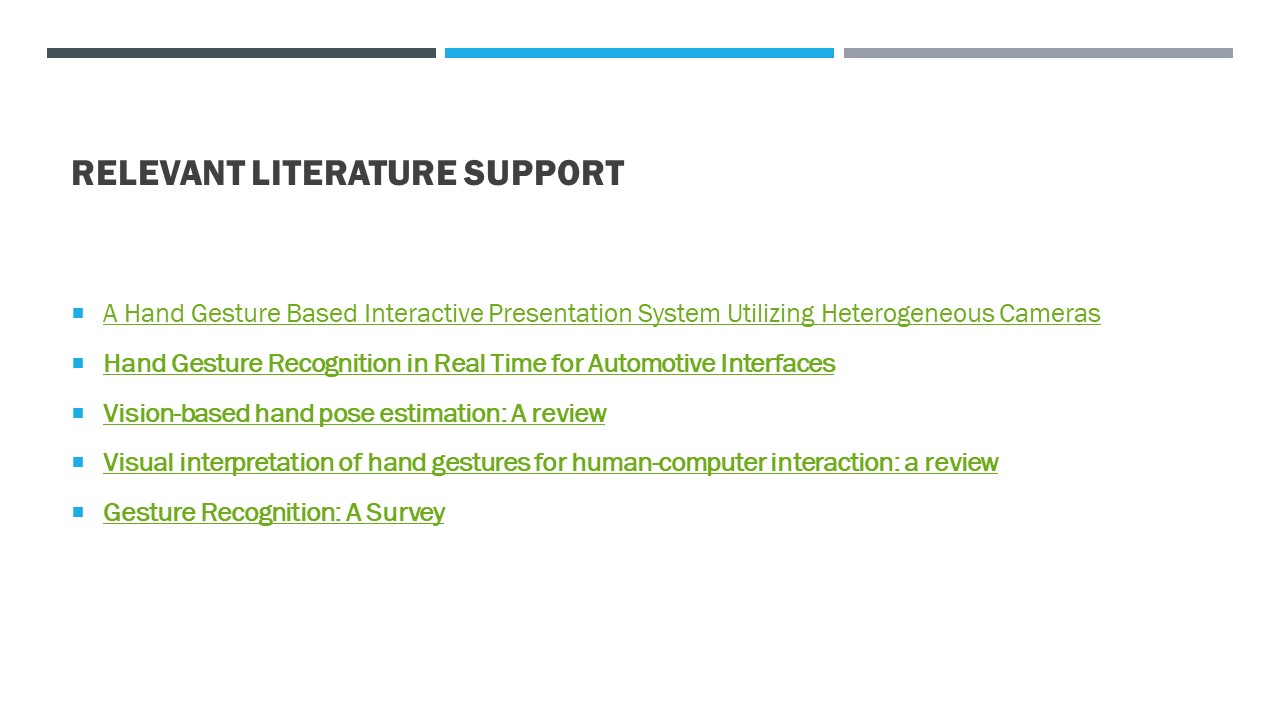 RELEVANT LITERATURE SUPPORT
A Hand Gesture Based Interactive Presentation System Utilizing Heterogeneous Cameras
Hand Gesture Recognition in Real Time for Automotive Interfaces
Vision-based hand pose estimation: A review
Visual interpretation of hand gestures for human-computer interaction: a review
Gesture Recognition: A Survey